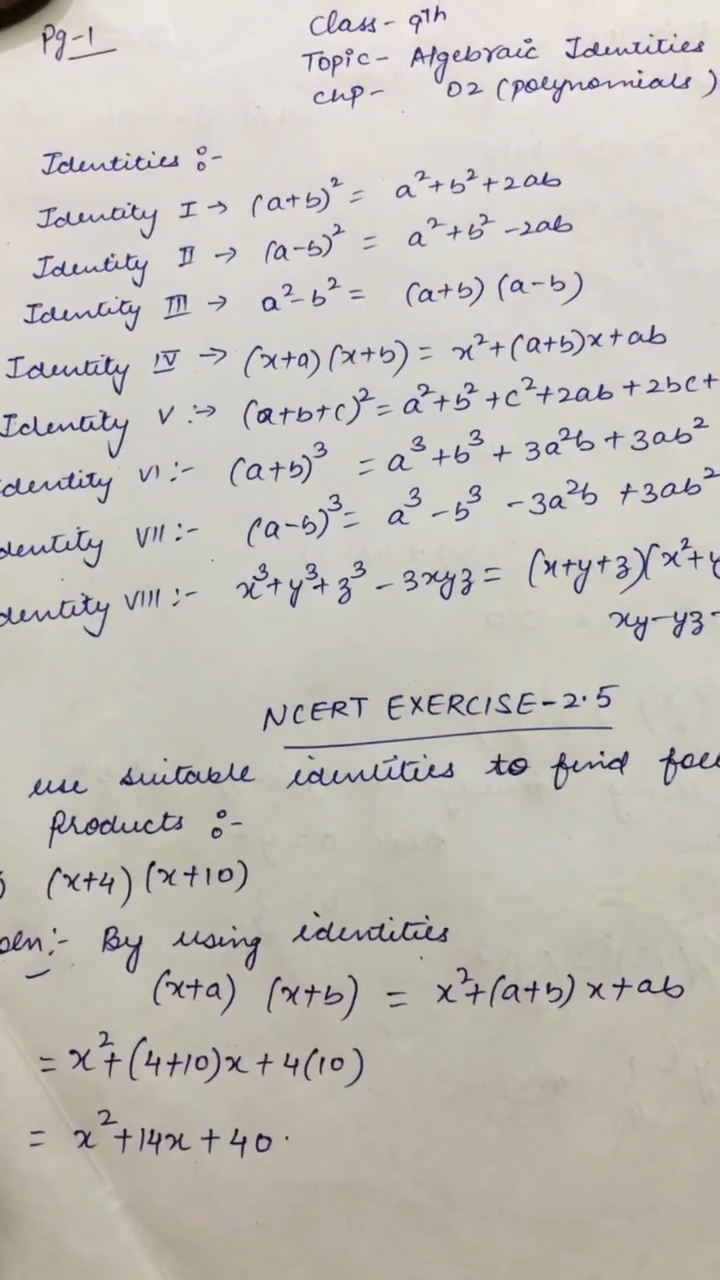 Pg-1
Class- 9th
Topic- Algebraic Identities
Chp- 02 (polynomials)
Identities :-
Identity I → (a+b)² = a²+b²+2ab
Identity II → (a-b)² = a²+b²-2ab
Identity III → a²-b² = (a+b) (a-b)
Identity IV → (x+a) (x+b) = x²+(a+b)x+ab
Identity V :→ (a+b+c)² = a²+b²+c²+2ab+2bc+
dentity VI :- (a+b)³ = a³+b³+3a²b+3ab²
dentity VII :- (a-b)³ = a³-b³-3a²b+3ab²
dentity VIII :- x³+y³+z³-3xyz = (x+y+z)(x²+y
xy-yz-
NCERT EXERCISE-2.5
use suitable identities to find
products :-
(x+4) (x+10)
oln:- By using identities
(x+a) (x+b) = x²+(a+b)x+ab
= x²+(4+10)x+4(10)
= x²+14x+40.